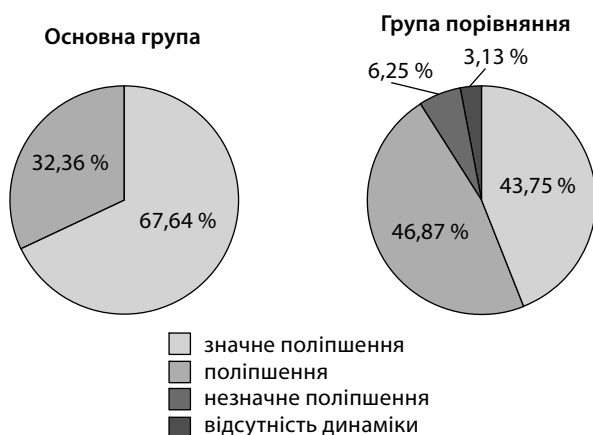 Основна група
32,36 %
67,64 %
Група порівняння
3,13 %
6,25 %
43,75 %
46,87 %
значне поліпшення
поліпшення
незначне поліпшення
відсутність динаміки